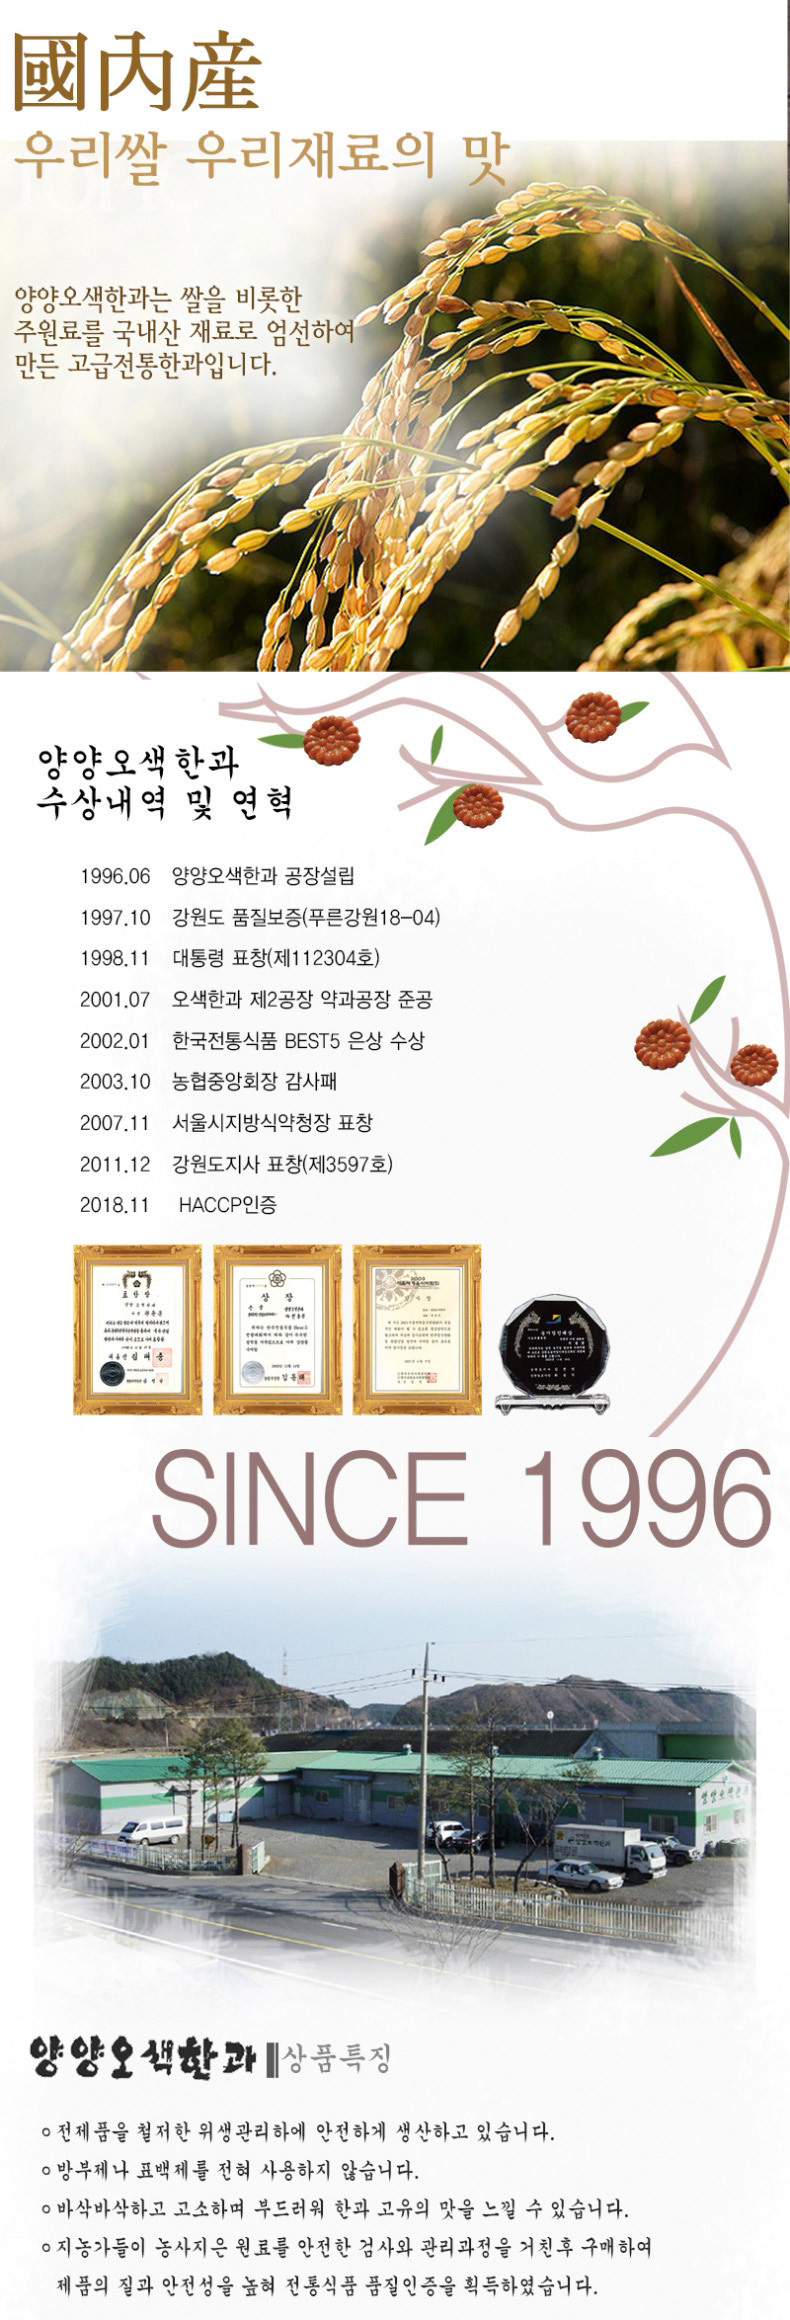 國內産
우리쌀 우리재료의 맛
양양오색한과는 쌀을 비롯한
주원료를 국내산 재료로 엄선하여
만든 고급전통한과입니다.
양양오색한과
수상내역 및 연혁
1996.06 양양오색한과 공장설립
1997.10 강원도 품질보증(푸른강원18-04)
1998.11 대통령 표창(제112304호)
2001.07 오색한과 제2공장 약과공장 준공
2002.01 한국전통식품 BEST5 은상 수상
2003.10 농협중앙회장 감사패
2007.11 서울시지방식약청장 표창
2011.12 강원도지사 표창(제3597호)
2018.11 HACCP인증
표창장
상장
SINCE 1996
양양오색한과
양양오색한과 상품특징
전제품을 철저한 위생관리하에 안전하게 생산하고 있습니다.
방부제나 표백제를 전혀 사용하지 않습니다.
바삭바삭하고 고소하며 부드러워 한과 고유의 맛을 느낄 수 있습니다.
지농가들이 농사지은 원료를 안전한 검사와 관리과정을 거친후 구매하여
제품의 질과 안전성을 높혀 전통식품 품질인증을 획득하였습니다.